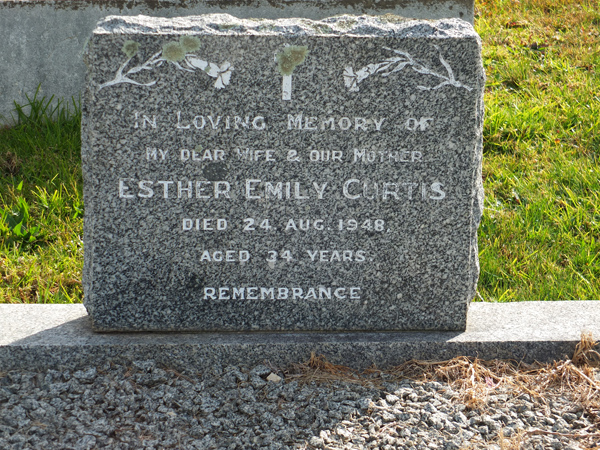 In Loving Memory of
My dear Wife & our Mother
Esther Emily Curtis
Died 24. Aug. 1948.
Aged 34 years.
Remembrance